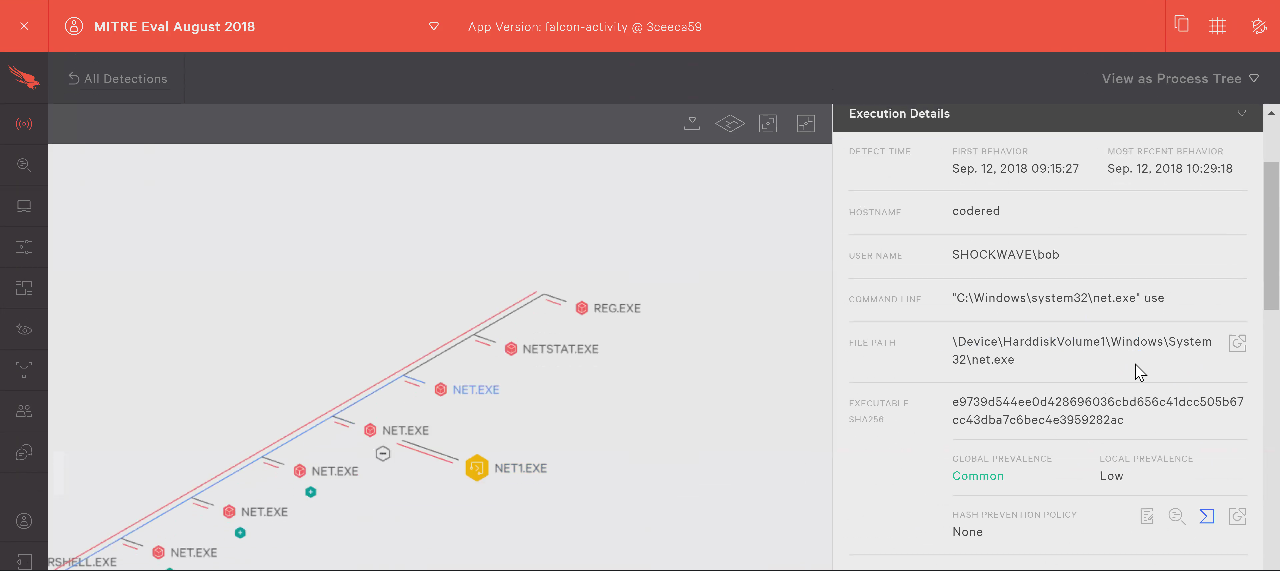 MITRE Eval August 2018
App Version: falcon-activity @ 3ceeca59
All Detections
View as Process Tree
Execution Details
DETECT TIME
FIRST BEHAVIOR
MOST RECENT BEHAVIOR
Sep. 12, 2018 09:15:27
Sep. 12, 2018 10:29:18
HOSTNAME
codered
USER NAME
SHOCKWAVE\bob
COMMAND LINE
"C:\Windows\system32\net.exe" use
FILE PATH
\Device\HarddiskVolume1\Windows\System
32\net.exe
EXECUTABLE
SHA256
e9739d544ee0d428696036cbd656c41dcc505b67
cc43dba7c6bec4e3959282ac
GLOBAL PREVALENCE
LOCAL PREVALENCE
Common
Low
HASH PREVENTION POLICY
None
REG.EXE
NETSTAT.EXE
NET.EXE
NET.EXE
NET1.EXE
NET.EXE
NET.EXE
NET.EXE
RSHELL.EXE